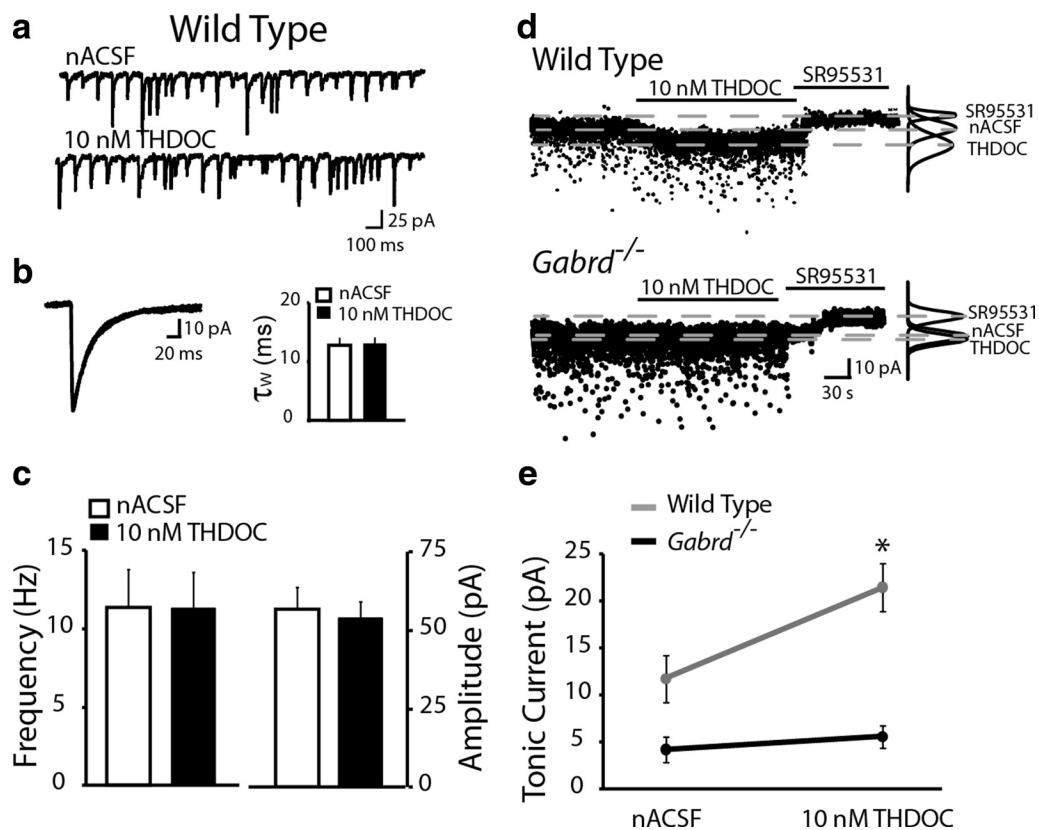 a
Wild Type
nACSF
10 nM THDOC
25 pA
100 ms
b
10 pA
20 ms
nACSF
10 nM THDOC
20
10
0
τw (ms)
c
nACSF
10 nM THDOC
15
10
5
0
Frequency (Hz)
75
50
25
0
Amplitude (pA)
d
Wild Type
10 nM THDOC
SR95531
SR95531
nACSF
THDOC
Gabrd-/-
10 nM THDOC
SR95531
SR95531
nACSF
THDOC
10 pA
30 s
e
Wild Type
Gabrd-/-
25
20
15
10
5
0
Tonic Current (pA)
*
nACSF
10 nM THDOC